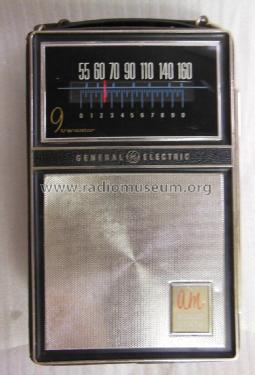 55 60 70 90 110 140 160
0 1 2 3 4 5 6 7 8 9 0
9
transistor
GENERAL GE ELECTRIC
© www.radiomuseum.org
am